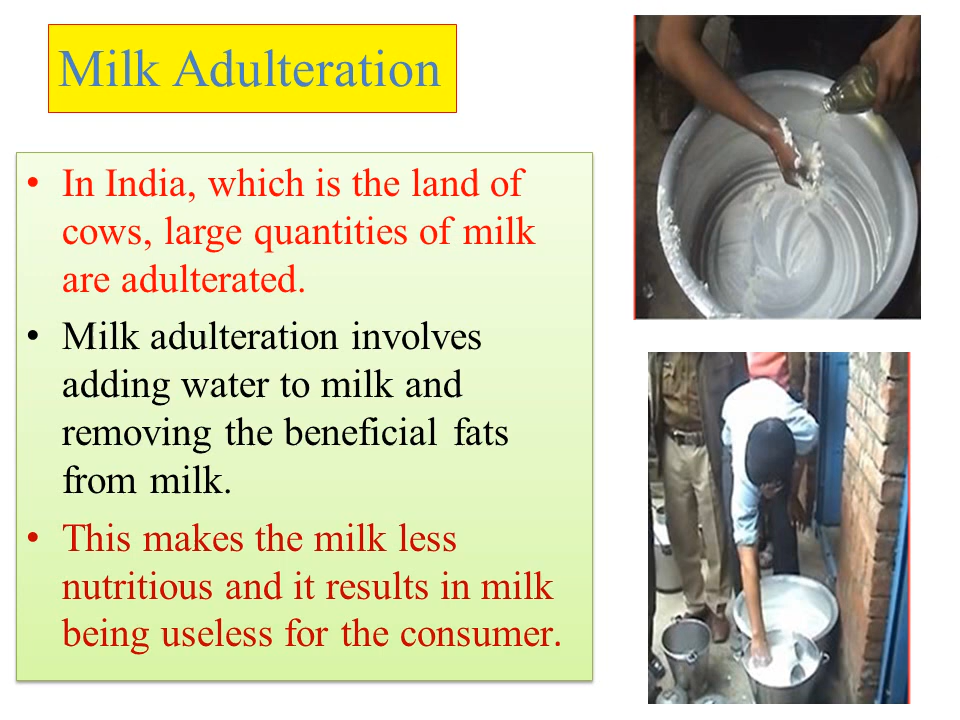 Milk Adulteration
• In India, which is the land of
cows, large quantities of milk
are adulterated.
• Milk adulteration involves
adding water to milk and
removing the beneficial fats
from milk.
• This makes the milk less
nutritious and it results in milk
being useless for the consumer.